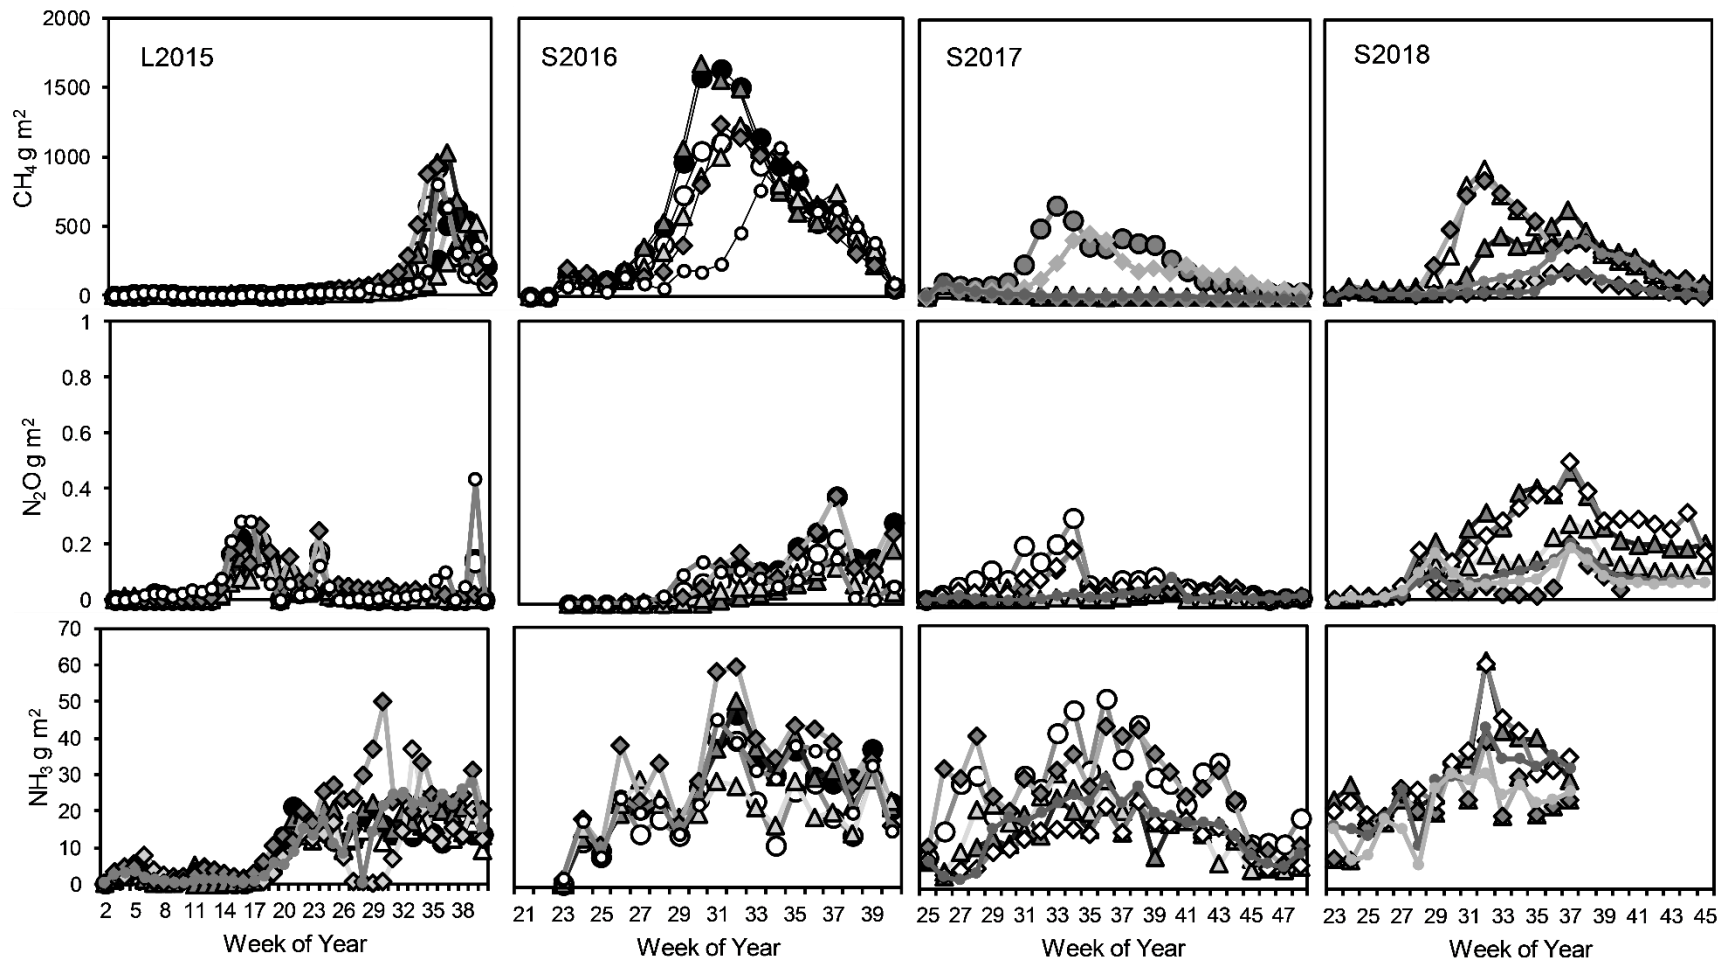 L2015
S2016
S2017
S2018
CH₄ g m²
2000
1500
1000
500
0
N₂O g m²
1
0.8
0.6
0.4
0.2
0
NH₃ g m²
70
60
50
40
30
20
10
0
2 5 8 11 14 17 20 23 26 29 32 35 38
21 23 25 27 29 31 33 35 37 39
25 27 29 31 33 35 37 39 41 43 45 47
23 25 27 29 31 33 35 37 39 41 43 45
Week of Year
Week of Year
Week of Year
Week of Year